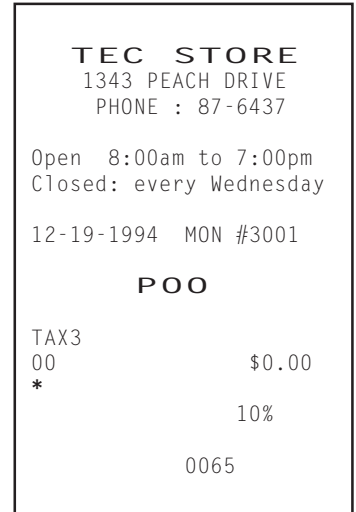 TEC STORE
1343 PEACH DRIVE
PHONE : 87-6437
Open 8:00am to 7:00pm
Closed: every Wednesday
12-19-1994 MON #3001
POO
TAX3
00 $0.00
*
10%
0065